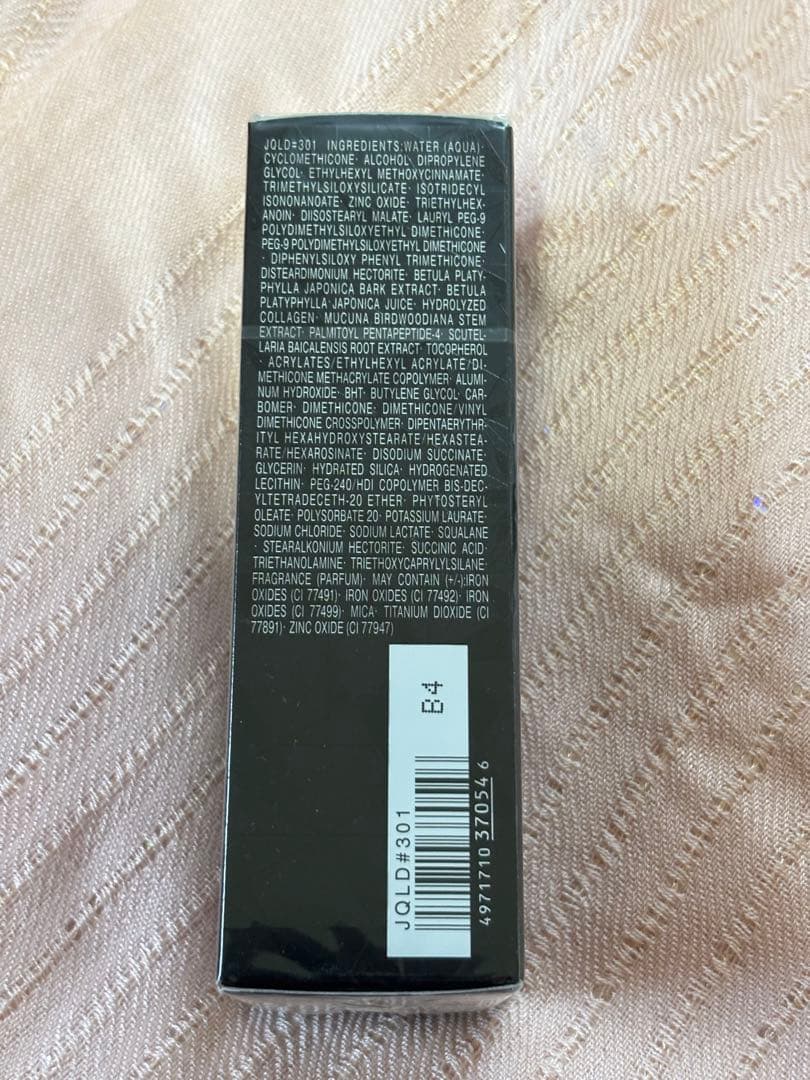 JQLD#301 INGREDIENTS:WATER (AQUA)·
CYCLOMETHICONE· ALCOHOL· DIPROPYLENE
GLYCOL· ETHYLHEXYL METHOXYCINNAMATE·
TRIMETHYLSILOXYSILICATE· ISOTRIDECYL
ISONONANOATE· ZINC OXIDE· TRIETHYLHEX-
ANOIN· DIISOSTEARYL MALATE· LAURYL PEG-9
POLYDIMETHYLSILOXYETHYL DIMETHICONE·
PEG-9 POLYDIMETHYLSILOXYETHYL DIMETHICONE
· DIPHENYLSILOXY PHENYL TRIMETHICONE·
DISTEARDIMONIUM HECTORITE· BETULA PLATY-
PHYLLA JAPONICA BARK EXTRACT· BETULA
PLATYPHYLLA JAPONICA JUICE· HYDROLYZED
COLLAGEN· MUCUNA BIRDWOODIANA STEM
EXTRACT· PALMITOYL PENTAPEPTIDE-4· SCUTEL-
LARIA BAICALENSIS ROOT EXTRACT· TOCOPHEROL
· ACRYLATES/ETHYLHEXYL ACRYLATE/DI-
METHICONE METHACRYLATE COPOLYMER· ALUMI-
NUM HYDROXIDE· BHT· BUTYLENE GLYCOL· CAR-
BOMER· DIMETHICONE· DIMETHICONE/VINYL
DIMETHICONE CROSSPOLYMER· DIPENTAERYTHR-
ITYL HEXAHYDROXYSTEARATE/HEXASTEA-
RATE/HEXAROSINATE· DISODIUM SUCCINATE·
GLYCERIN· HYDRATED SILICA· HYDROGENATED
LECITHIN· PEG-240/HDI COPOLYMER BIS-DEC-
YLTETRADECETH-20 ETHER· PHYTOSTERYL
OLEATE· POLYSORBATE 20· POTASSIUM LAURATE·
SODIUM CHLORIDE· SODIUM LACTATE· SQUALANE
· STEARALKONIUM HECTORITE· SUCCINIC ACID·
TRIETHANOLAMINE· TRIETHOXYCAPRYLYLSILANE·
FRAGRANCE (PARFUM)· MAY CONTAIN (+/-):IRON
OXIDES (CI 77491)· IRON OXIDES (CI 77492)· IRON
OXIDES (CI 77499)· MICA· TITANIUM DIOXIDE (CI
77891)· ZINC OXIDE (CI 77947)
B4
JQLD#301
4971710 370546